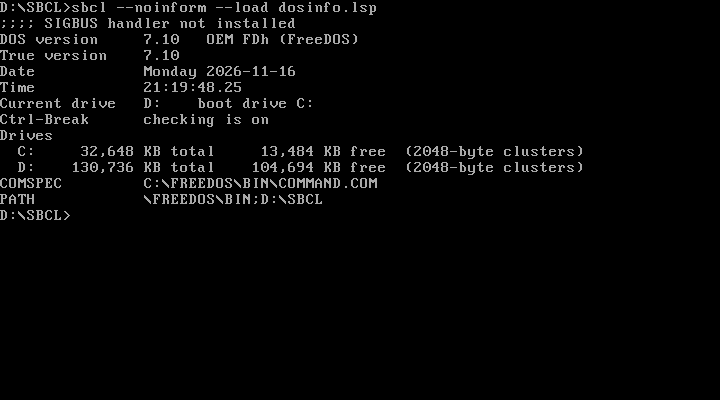 D:\SBCL>sbcl --noinform --load dosinfo.lsp
;;;; SIGBUS handler not installed
DOS version     7.10   OEM FDh (FreeDOS)
True version    7.10
Date            Monday 2026-11-16
Time            21:19:48.25
Current drive   D:    boot drive C:
Ctrl-Break      checking is on
Drives
  C:     32,648 KB total     13,484 KB free  (2048-byte clusters)
  D:    130,736 KB total    104,694 KB free  (2048-byte clusters)
COMSPEC         C:\FREEDOS\BIN\COMMAND.COM
PATH            \FREEDOS\BIN;D:\SBCL
D:\SBCL>